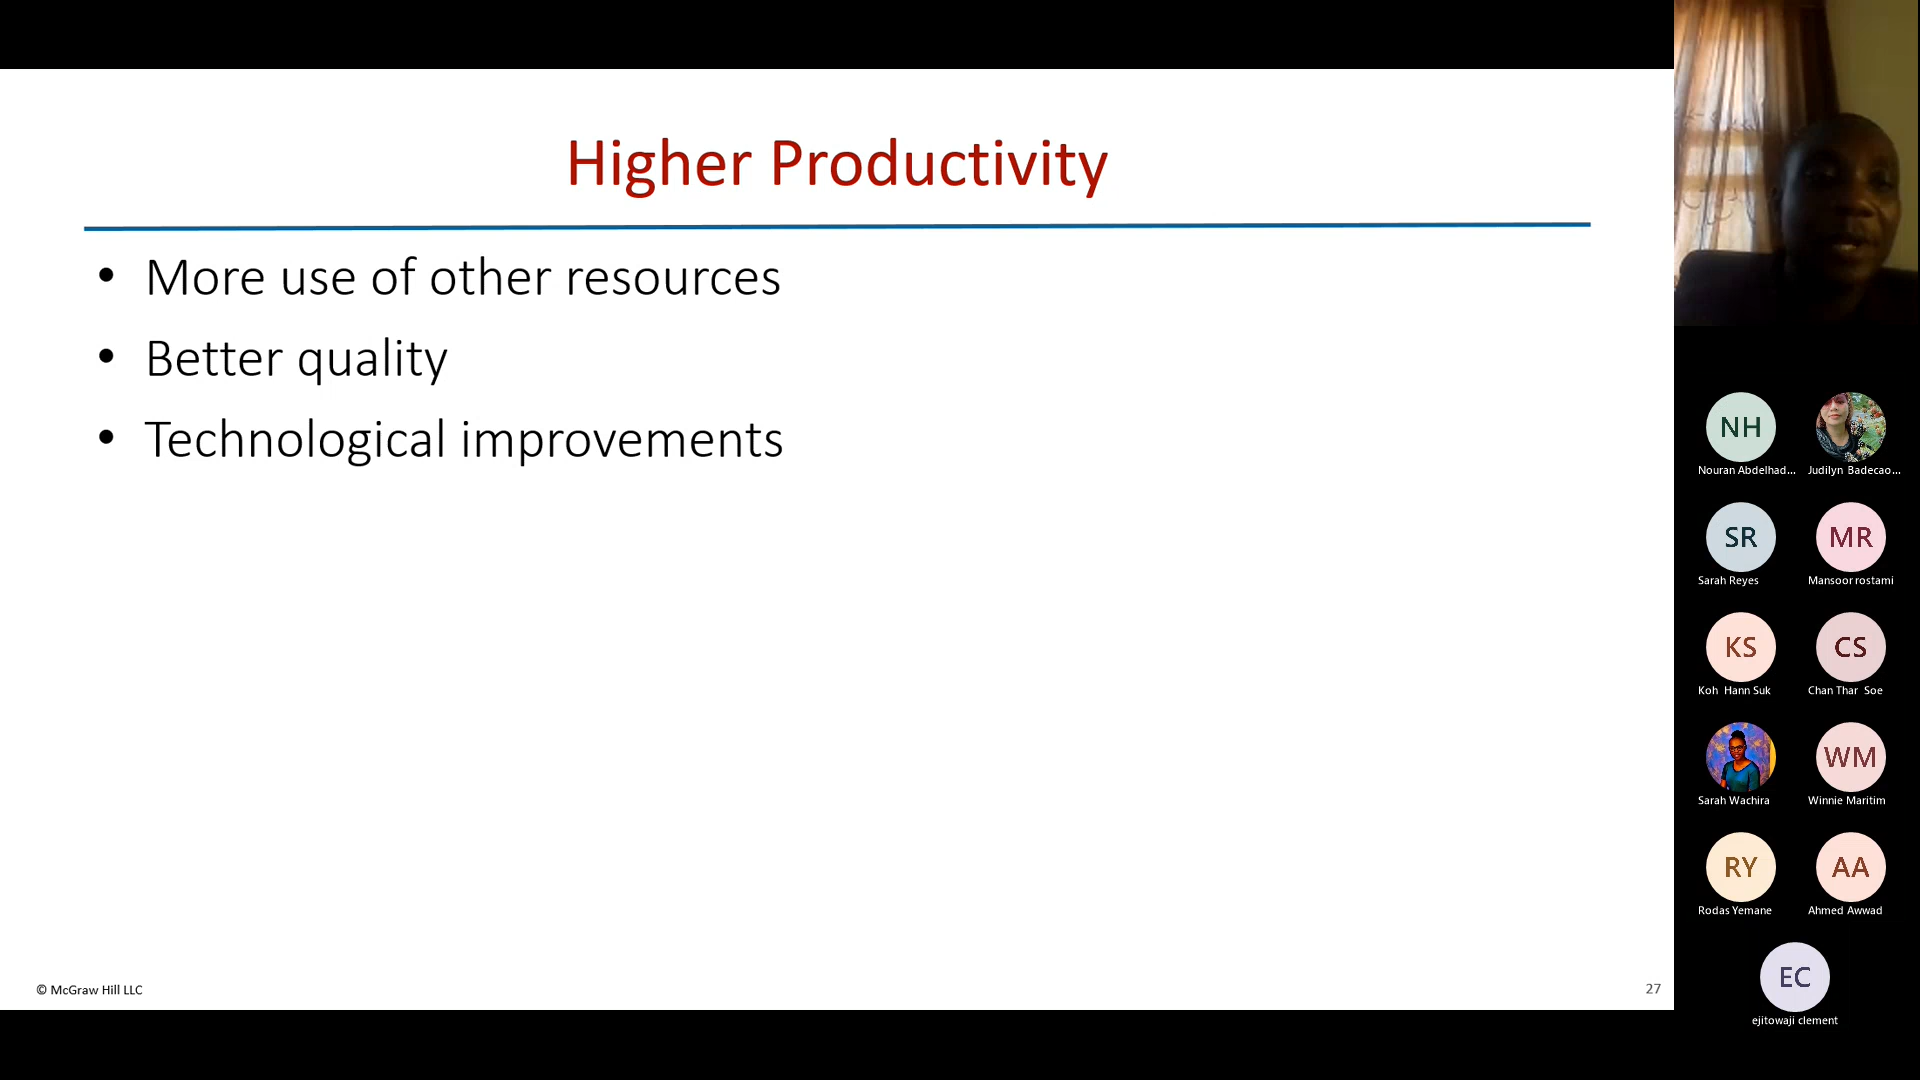 Higher Productivity
• More use of other resources
• Better quality
• Technological improvements
© McGraw Hill LLC
27
NH
Nouran Abdelhad...
Judilyn Badecao...
SR
Sarah Reyes
MR
Mansoor rostami
KS
Koh Hann Suk
CS
Chan Thar Soe
Sarah Wachira
WM
Winnie Maritim
RY
Rodas Yemane
AA
Ahmed Awwad
EC
ejitowaji clement